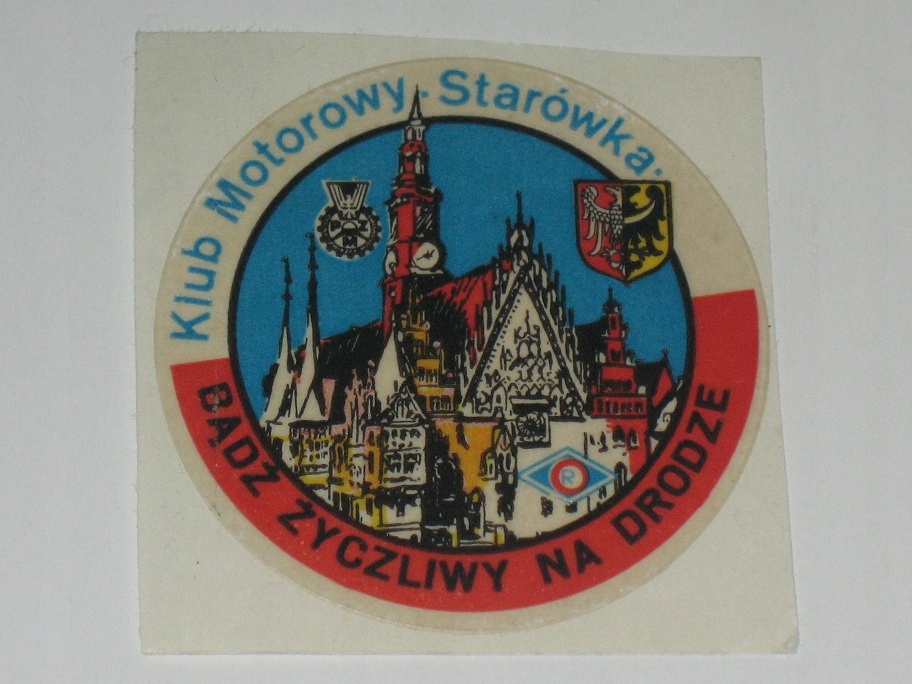 Klub Motorowy · Starówka ·
BĄDŹ ŻYCZLIWY NA DRODZE
R